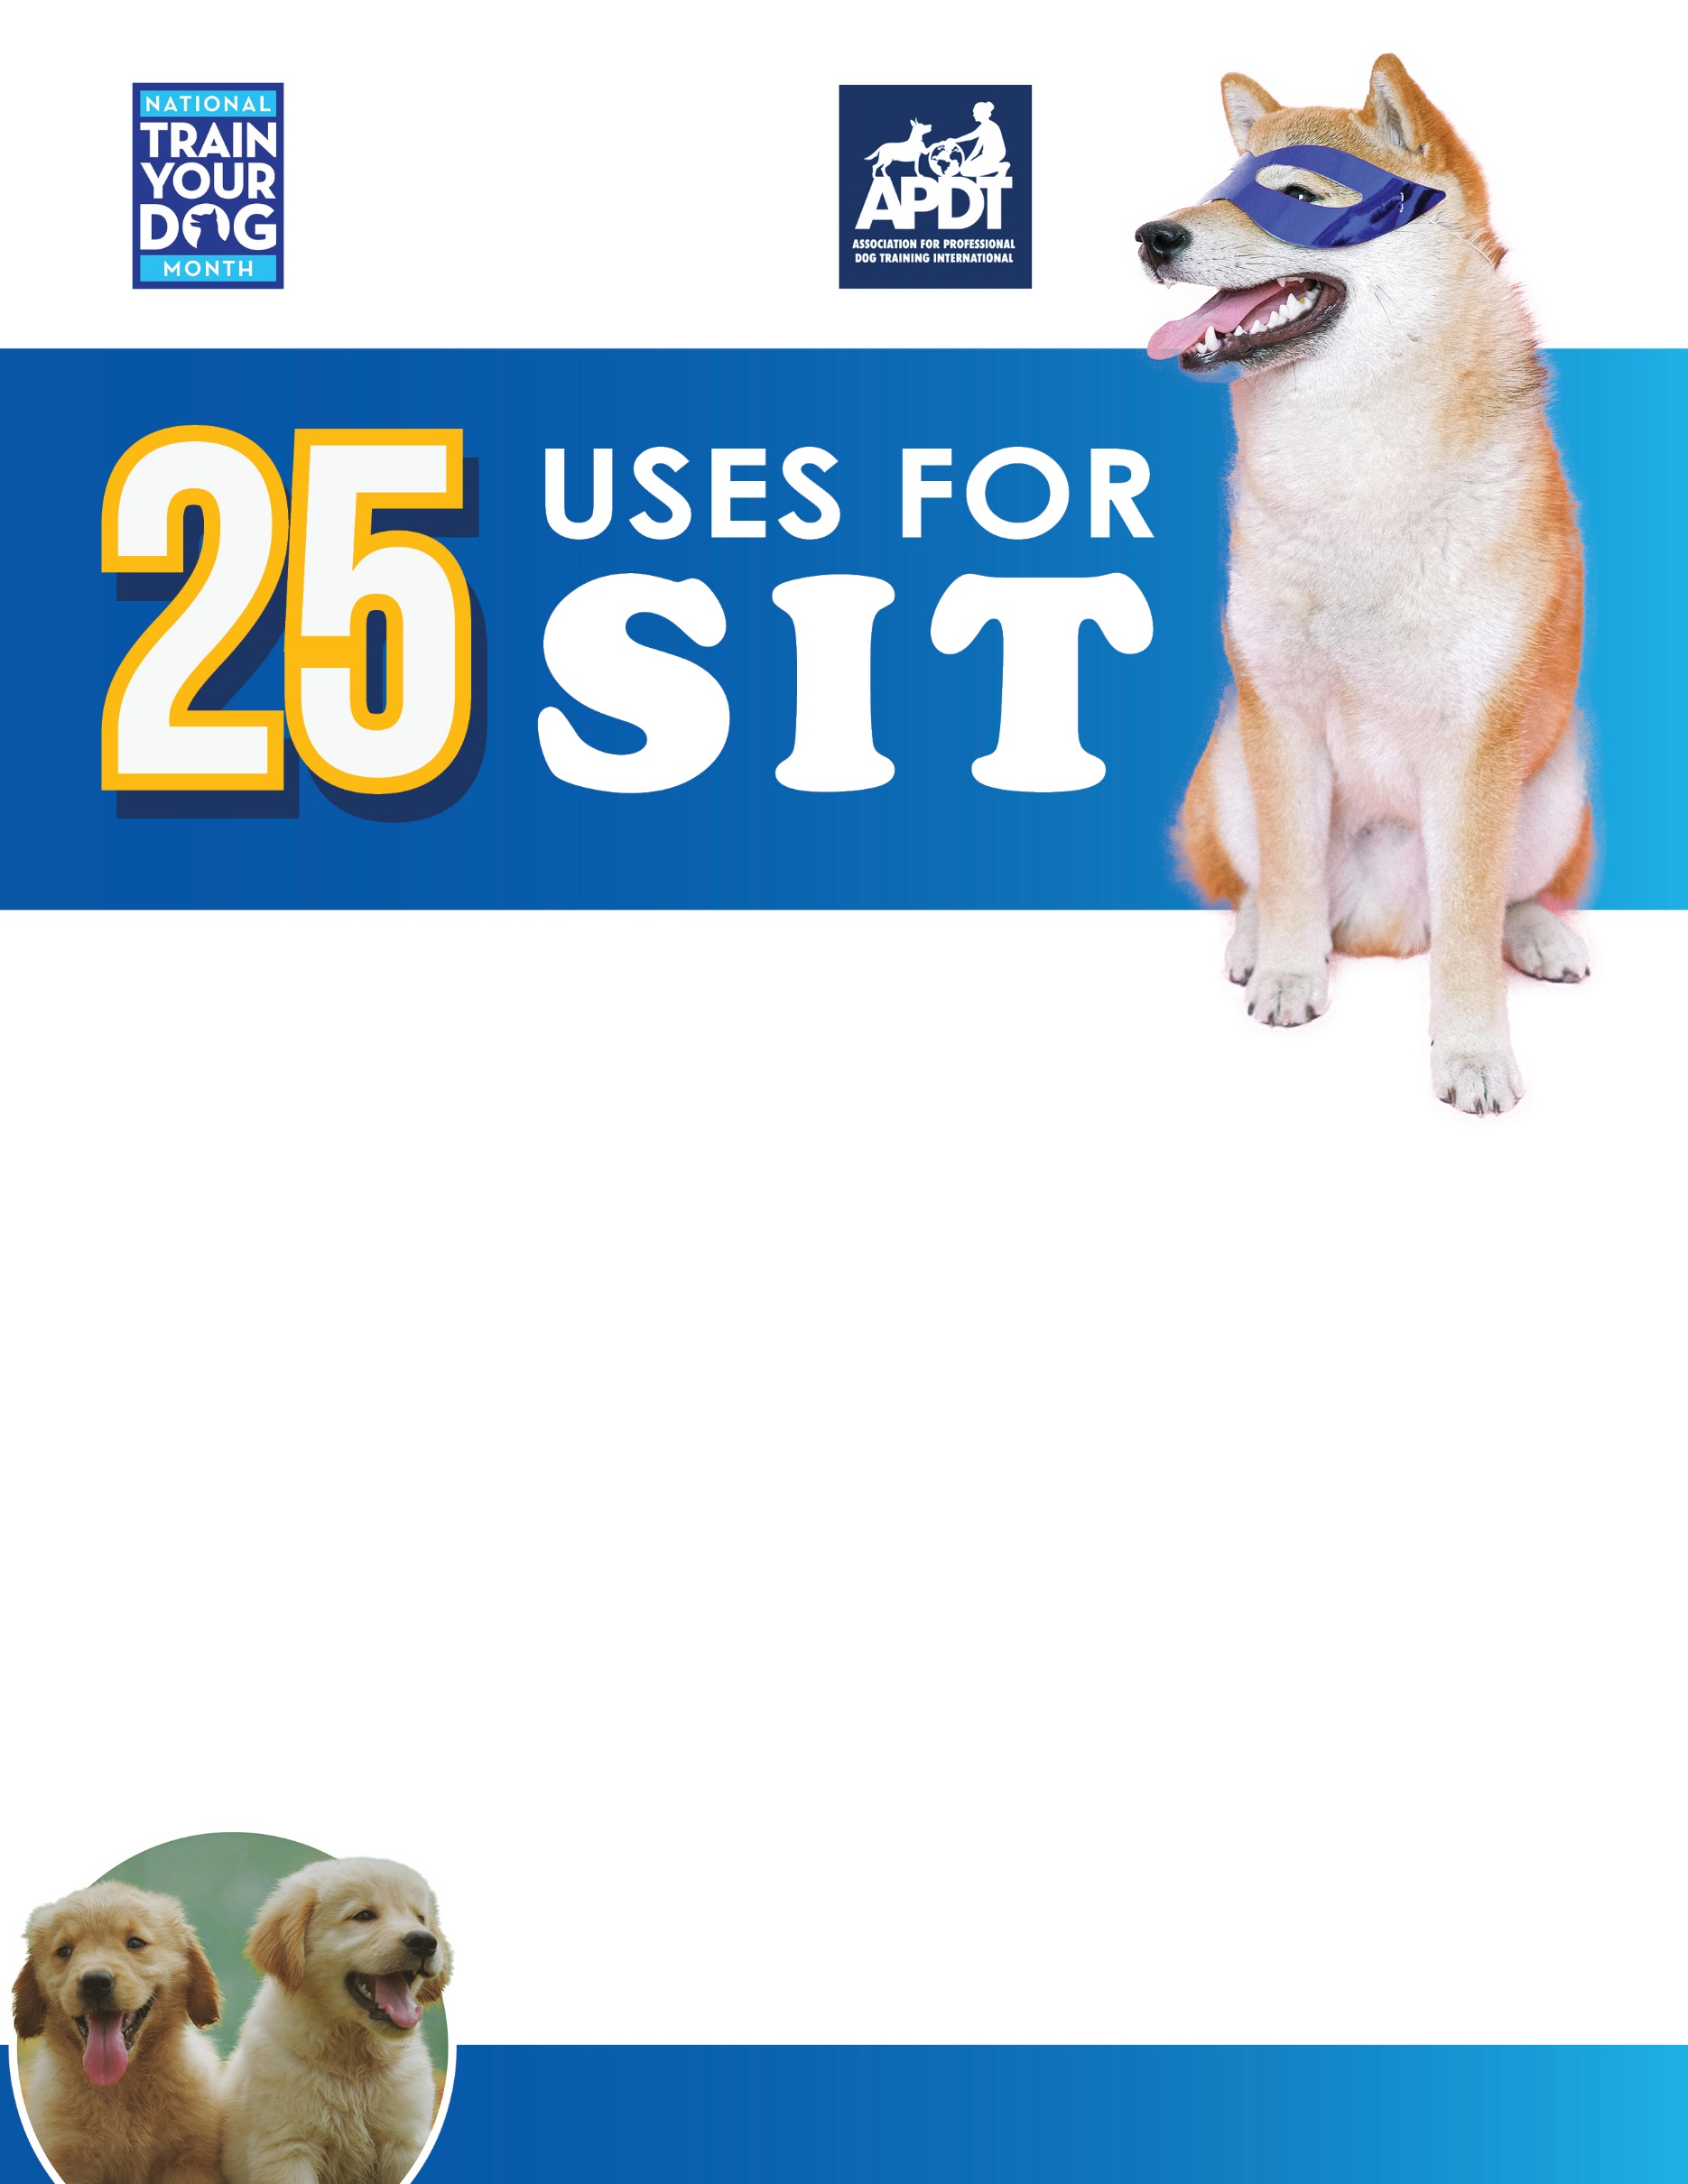 NATIONAL
TRAIN
YOUR
DOG
MONTH
APDT
ASSOCIATION FOR PROFESSIONAL
DOG TRAINING INTERNATIONAL
25 USES FOR
SIT